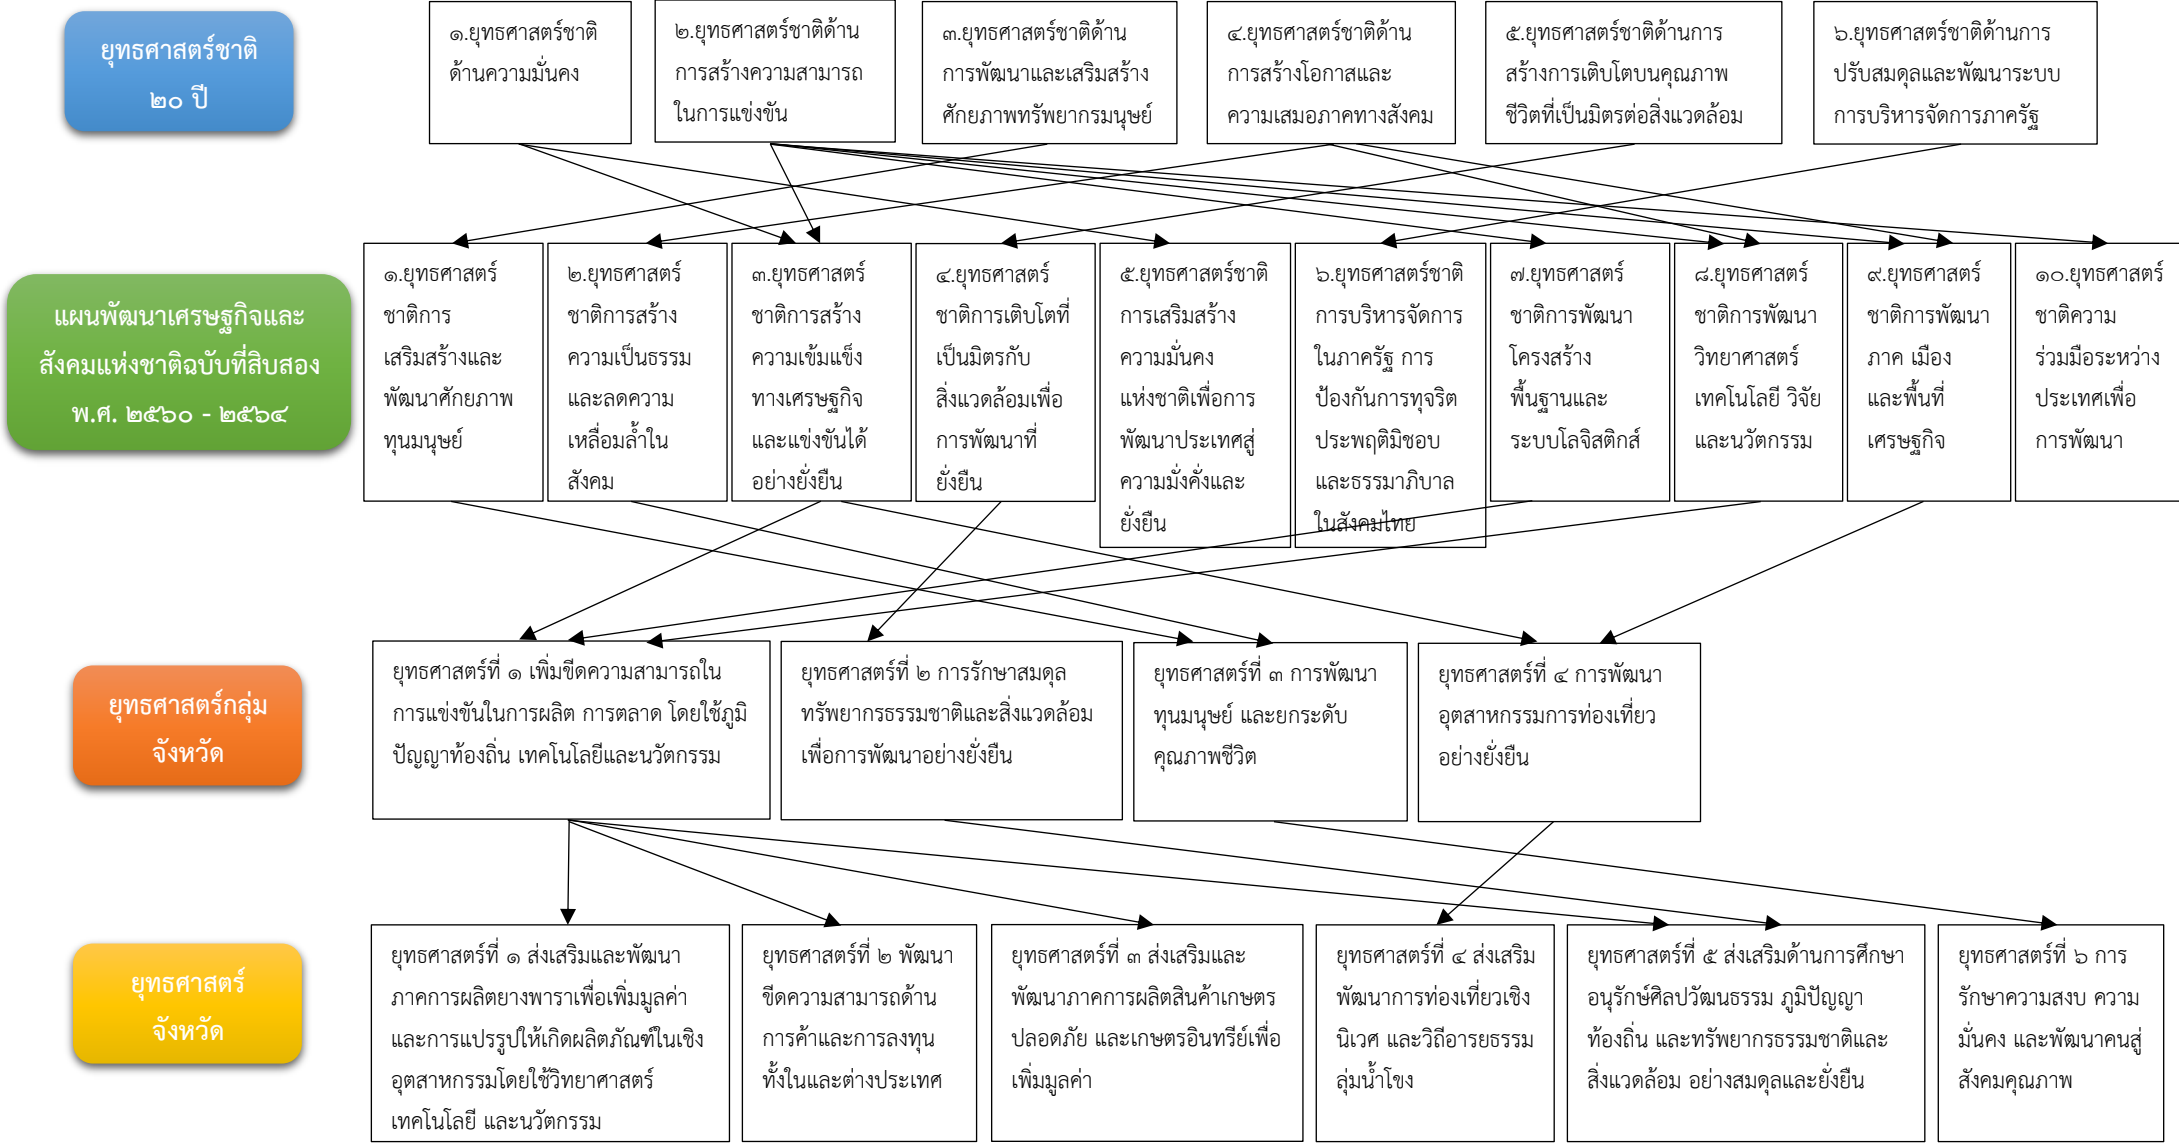 ยุทธศาสตร์ชาติ
๒๐ ปี
๑.ยุทธศาสตร์ชาติ
ด้านความมั่นคง
๒.ยุทธศาสตร์ชาติด้าน
การสร้างความสามารถ
ในการแข่งขัน
๓.ยุทธศาสตร์ชาติด้าน
การพัฒนาและเสริมสร้าง
ศักยภาพทรัพยากรมนุษย์
๔.ยุทธศาสตร์ชาติด้าน
การสร้างโอกาสและ
ความเสมอภาคทางสังคม
๕.ยุทธศาสตร์ชาติด้านการ
สร้างการเติบโตบนคุณภาพ
ชีวิตที่เป็นมิตรต่อสิ่งแวดล้อม
๖.ยุทธศาสตร์ชาติด้านการ
ปรับสมดุลและพัฒนาระบบ
การบริหารจัดการภาครัฐ
แผนพัฒนาเศรษฐกิจและ
สังคมแห่งชาติฉบับที่สิบสอง
พ.ศ. ๒๕๖๐ - ๒๕๖๔
๑.ยุทธศาสตร์
ชาติการ
เสริมสร้างและ
พัฒนาศักยภาพ
ทุนมนุษย์
๒.ยุทธศาสตร์
ชาติการสร้าง
ความเป็นธรรม
และลดความ
เหลื่อมล้ำใน
สังคม
๓.ยุทธศาสตร์
ชาติการสร้าง
ความเข้มแข็ง
ทางเศรษฐกิจ
และแข่งขันได้
อย่างยั่งยืน
๔.ยุทธศาสตร์
ชาติการเติบโตที่
เป็นมิตรกับ
สิ่งแวดล้อมเพื่อ
การพัฒนาที่
ยั่งยืน
๕.ยุทธศาสตร์ชาติ
การเสริมสร้าง
ความมั่นคง
แห่งชาติเพื่อการ
พัฒนาประเทศสู่
ความมั่งคั่งและ
ยั่งยืน
๖.ยุทธศาสตร์ชาติ
การบริหารจัดการ
ในภาครัฐ การ
ป้องกันการทุจริต
ประพฤติมิชอบ
และธรรมาภิบาล
ในสังคมไทย
๗.ยุทธศาสตร์
ชาติการพัฒนา
โครงสร้าง
พื้นฐานและ
ระบบโลจิสติกส์
๘.ยุทธศาสตร์
ชาติการพัฒนา
วิทยาศาสตร์
เทคโนโลยี วิจัย
และนวัตกรรม
๙.ยุทธศาสตร์
ชาติการพัฒนา
ภาค เมือง
และพื้นที่
เศรษฐกิจ
๑๐.ยุทธศาสตร์
ชาติความ
ร่วมมือระหว่าง
ประเทศเพื่อ
การพัฒนา
ยุทธศาสตร์กลุ่ม
จังหวัด
ยุทธศาสตร์ที่ ๑ เพิ่มขีดความสามารถใน
การแข่งขันในการผลิต การตลาด โดยใช้ภูมิ
ปัญญาท้องถิ่น เทคโนโลยีและนวัตกรรม
ยุทธศาสตร์ที่ ๒ การรักษาสมดุล
ทรัพยากรธรรมชาติและสิ่งแวดล้อม
เพื่อการพัฒนาอย่างยั่งยืน
ยุทธศาสตร์ที่ ๓ การพัฒนา
ทุนมนุษย์ และยกระดับ
คุณภาพชีวิต
ยุทธศาสตร์ที่ ๔ การพัฒนา
อุตสาหกรรมการท่องเที่ยว
อย่างยั่งยืน
ยุทธศาสตร์
จังหวัด
ยุทธศาสตร์ที่ ๑ ส่งเสริมและพัฒนา
ภาคการผลิตยางพาราเพื่อเพิ่มมูลค่า
และการแปรรูปให้เกิดผลิตภัณฑ์ในเชิง
อุตสาหกรรมโดยใช้วิทยาศาสตร์
เทคโนโลยี และนวัตกรรม
ยุทธศาสตร์ที่ ๒ พัฒนา
ขีดความสามารถด้าน
การค้าและการลงทุน
ทั้งในและต่างประเทศ
ยุทธศาสตร์ที่ ๓ ส่งเสริมและ
พัฒนาภาคการผลิตสินค้าเกษตร
ปลอดภัย และเกษตรอินทรีย์เพื่อ
เพิ่มมูลค่า
ยุทธศาสตร์ที่ ๔ ส่งเสริม
พัฒนาการท่องเที่ยวเชิง
นิเวศ และวิถีอารยธรรม
ลุ่มน้ำโขง
ยุทธศาสตร์ที่ ๕ ส่งเสริมด้านการศึกษา
อนุรักษ์ศิลปวัฒนธรรม ภูมิปัญญา
ท้องถิ่น และทรัพยากรธรรมชาติและ
สิ่งแวดล้อม อย่างสมดุลและยั่งยืน
ยุทธศาสตร์ที่ ๖ การ
รักษาความสงบ ความ
มั่นคง และพัฒนาคนสู่
สังคมคุณภาพ